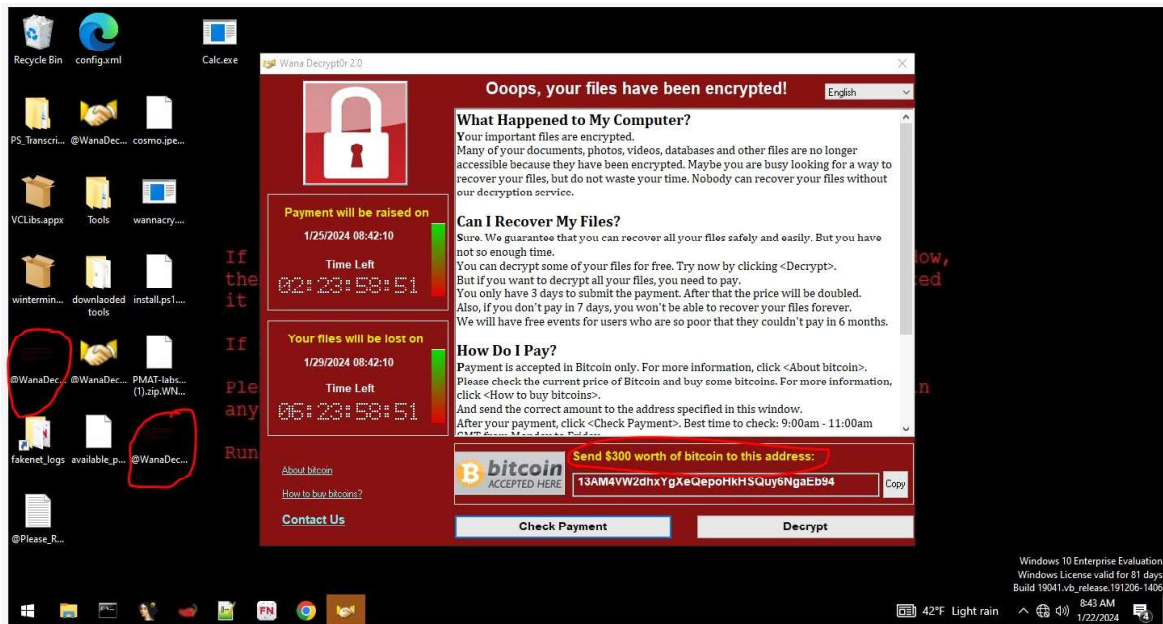 Recycle Bin
config.xml
Calc.exe
PS_Transcri...
@WanaDec...
cosmo.jpe...
VCLibs.appx
Tools
wannacry....
wintermin...
downlaoded tools
install.ps1....
@WanaDec...
@WanaDec...
PMAT-labs...
(1).zip.WN...
fakenet_logs
available_p...
@WanaDec...
@Please_R...
If
the
it
If
Ple
any
Run
ow,
ed
n
Wana Decrypt0r 2.0
Ooops, your files have been encrypted!
English
Payment will be raised on
1/25/2024 08:42:10
Time Left
02:23:58:51
Your files will be lost on
1/29/2024 08:42:10
Time Left
06:23:58:51
About bitcoin
How to buy bitcoins?
Contact Us
What Happened to My Computer?
Your important files are encrypted.
Many of your documents, photos, videos, databases and other files are no longer
accessible because they have been encrypted. Maybe you are busy looking for a way to
recover your files, but do not waste your time. Nobody can recover your files without
our decryption service.
Can I Recover My Files?
Sure. We guarantee that you can recover all your files safely and easily. But you have
not so enough time.
You can decrypt some of your files for free. Try now by clicking <Decrypt>.
But if you want to decrypt all your files, you need to pay.
You only have 3 days to submit the payment. After that the price will be doubled.
Also, if you don't pay in 7 days, you won't be able to recover your files forever.
We will have free events for users who are so poor that they couldn't pay in 6 months.
How Do I Pay?
Payment is accepted in Bitcoin only. For more information, click <About bitcoin>.
Please check the current price of Bitcoin and buy some bitcoins. For more information,
click <How to buy bitcoins>.
And send the correct amount to the address specified in this window.
After your payment, click <Check Payment>. Best time to check: 9:00am - 11:00am
GMT from Monday to Friday
bitcoin
ACCEPTED HERE
Send $300 worth of bitcoin to this address:
13AM4VW2dhxYgXeQepoHkHSQuy6NgaEb94
Copy
Check Payment
Decrypt
Windows 10 Enterprise Evaluation
Windows License valid for 81 days
Build 19041.vb_release.191206-1406
FN
42°F Light rain
8:43 AM
1/22/2024
4